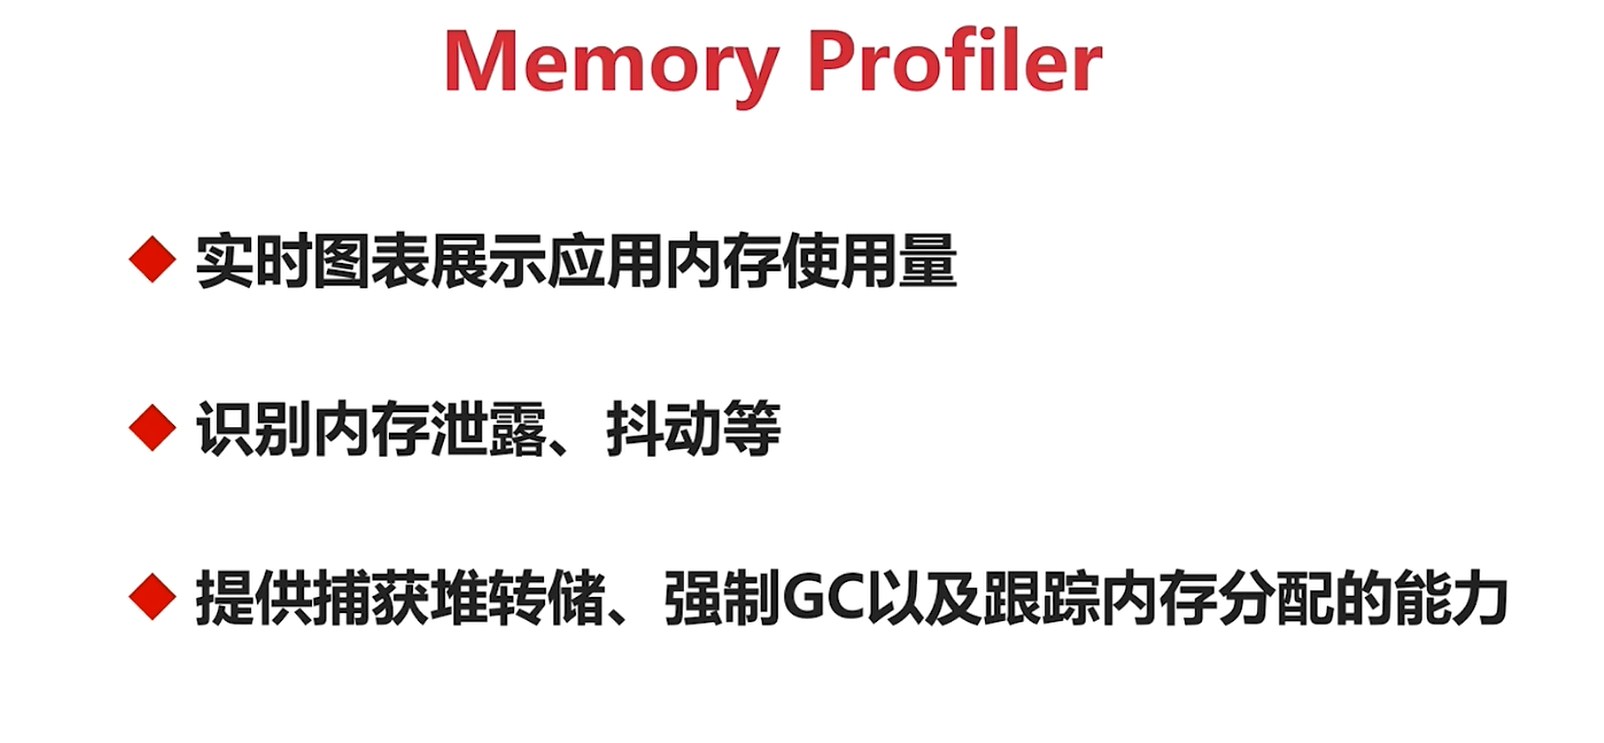 Memory Profiler
实时图表展示应用内存使用量
识别内存泄露、抖动等
提供捕获堆转储、强制GC以及跟踪内存分配的能力